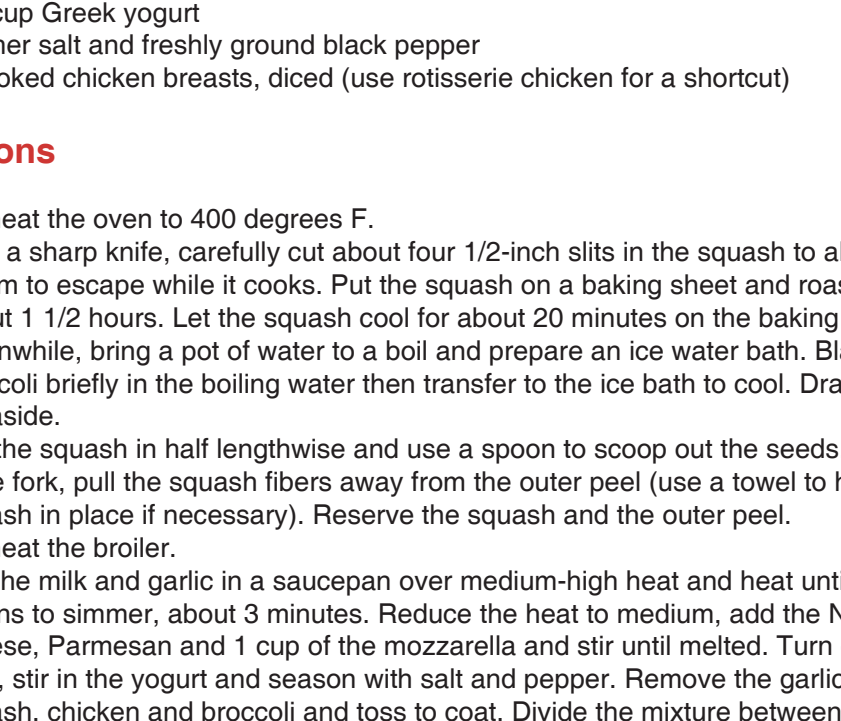 cup Greek yogurt
her salt and freshly ground black pepper
oked chicken breasts, diced (use rotisserie chicken for a shortcut)
ons
eat the oven to 400 degrees F.
a sharp knife, carefully cut about four 1/2-inch slits in the squash to al
m to escape while it cooks. Put the squash on a baking sheet and roas
ut 1 1/2 hours. Let the squash cool for about 20 minutes on the baking
nwhile, bring a pot of water to a boil and prepare an ice water bath. Bla
coli briefly in the boiling water then transfer to the ice bath to cool. Dra
aside.
the squash in half lengthwise and use a spoon to scoop out the seeds
e fork, pull the squash fibers away from the outer peel (use a towel to h
ash in place if necessary). Reserve the squash and the outer peel.
eat the broiler.
he milk and garlic in a saucepan over medium-high heat and heat unti
ns to simmer, about 3 minutes. Reduce the heat to medium, add the N
ese, Parmesan and 1 cup of the mozzarella and stir until melted. Turn
, stir in the yogurt and season with salt and pepper. Remove the garlic
ash, chicken and broccoli and toss to coat. Divide the mixture between